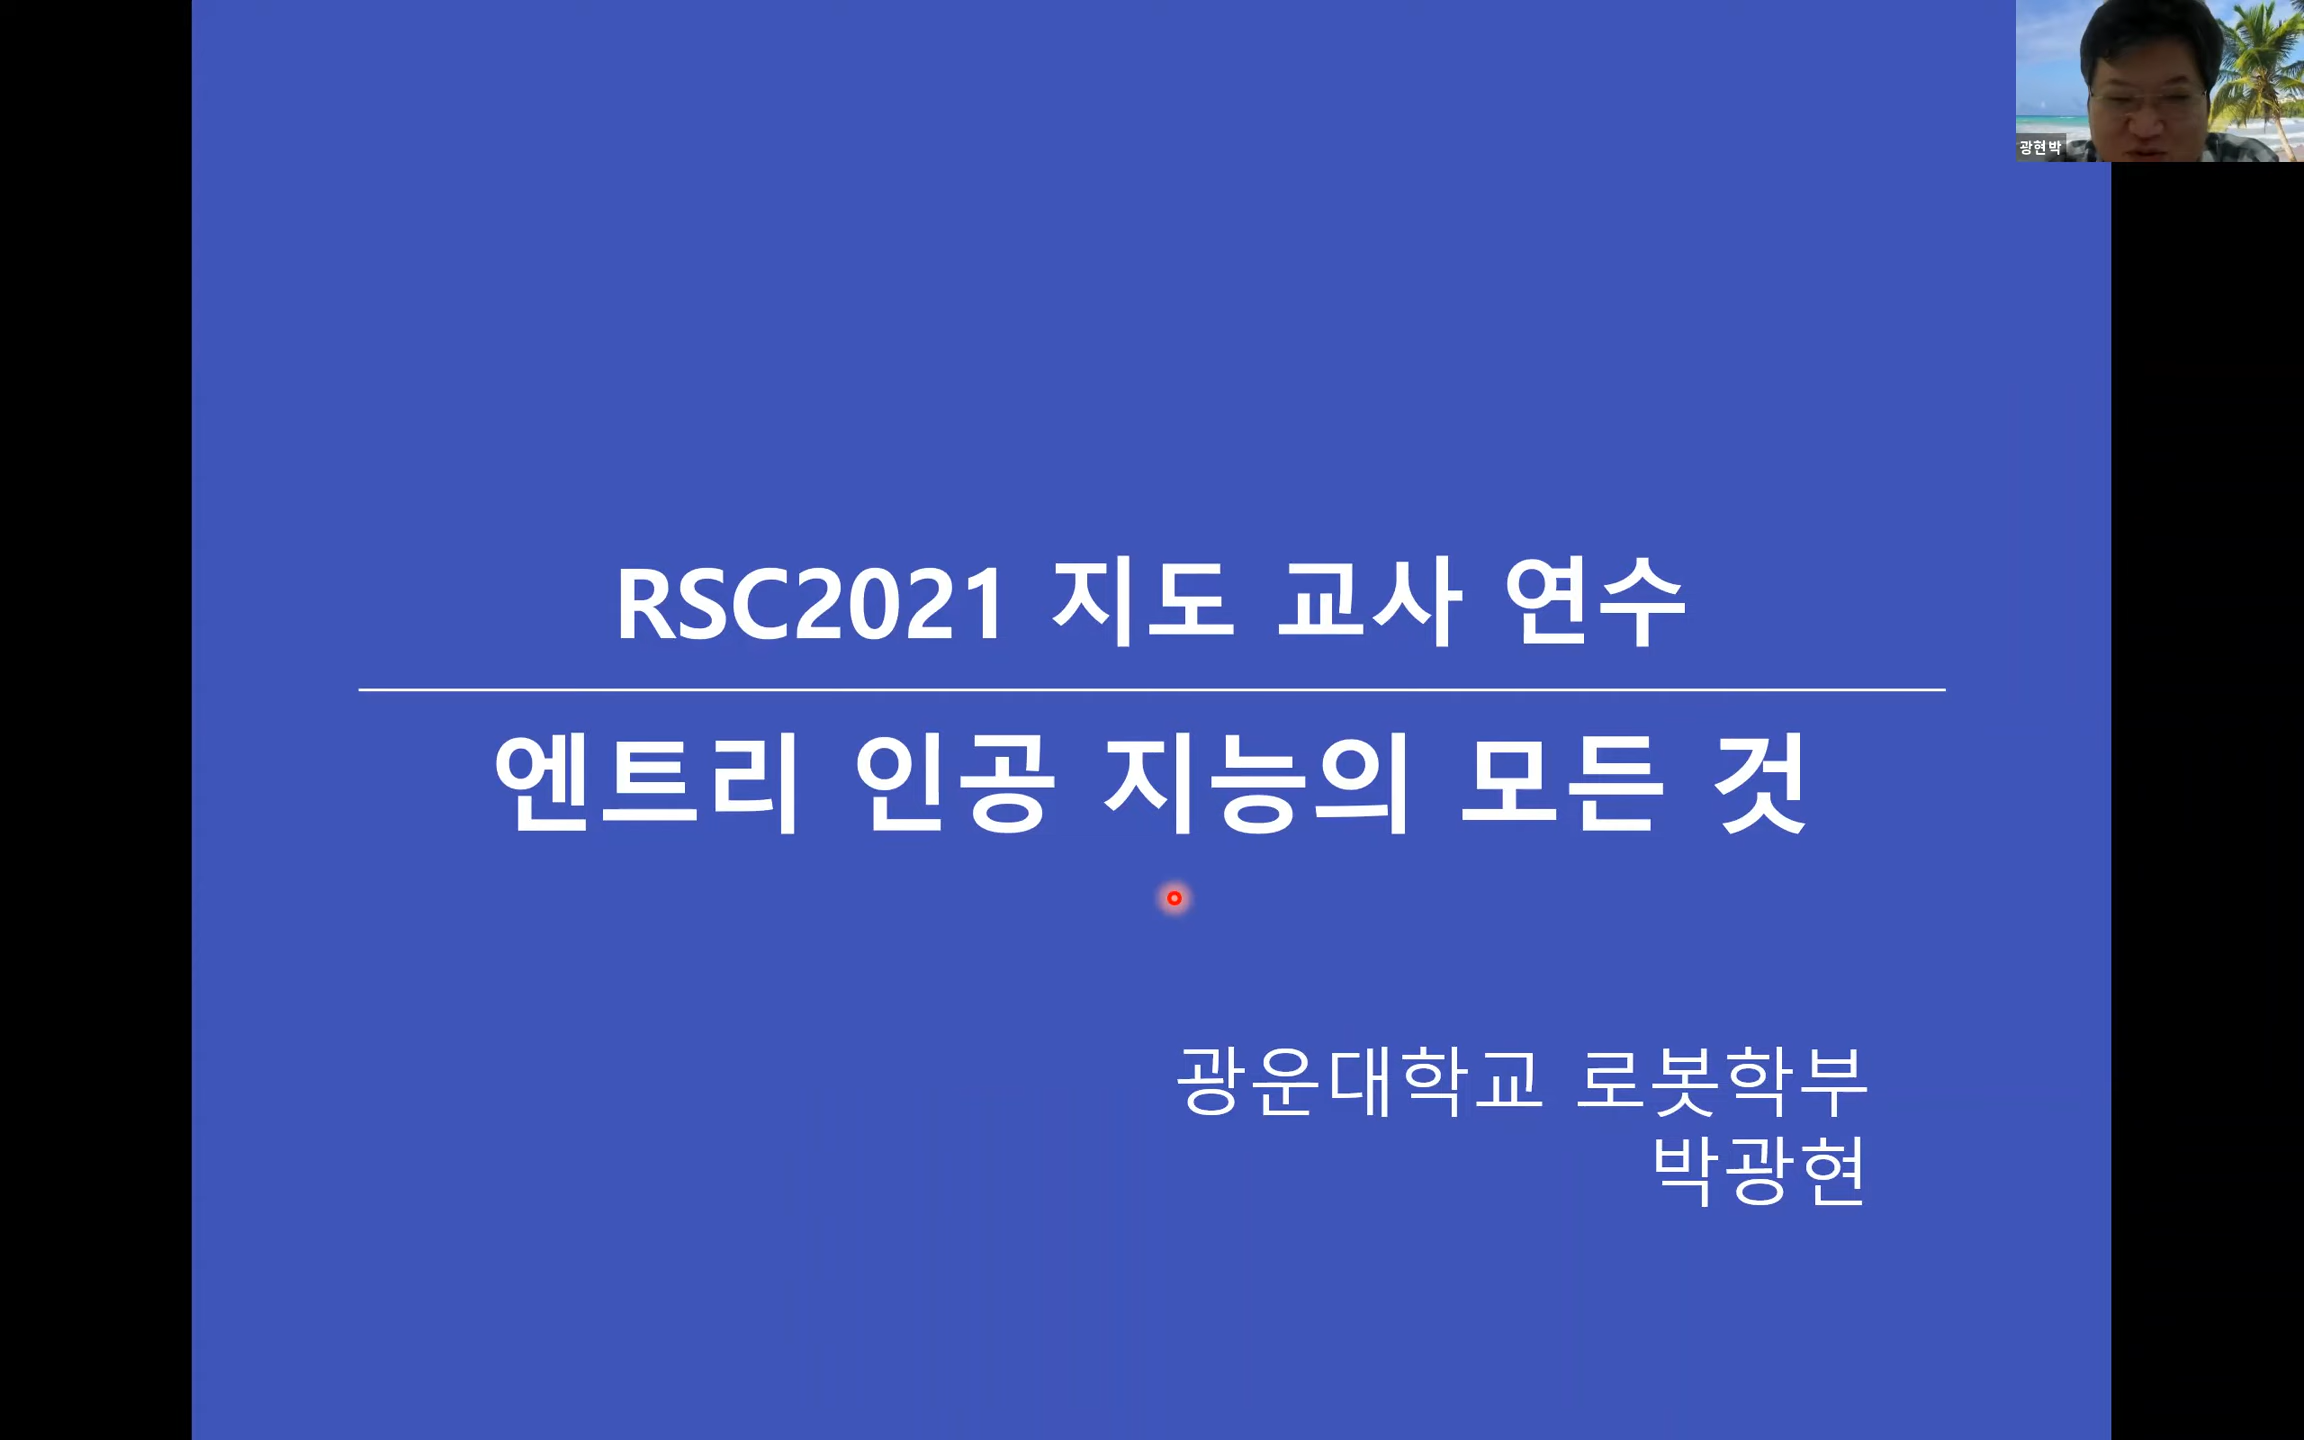 광현박
RSC2021 지도 교사 연수
엔트리 인공 지능의 모든 것
광운대학교 로봇학부
박광현